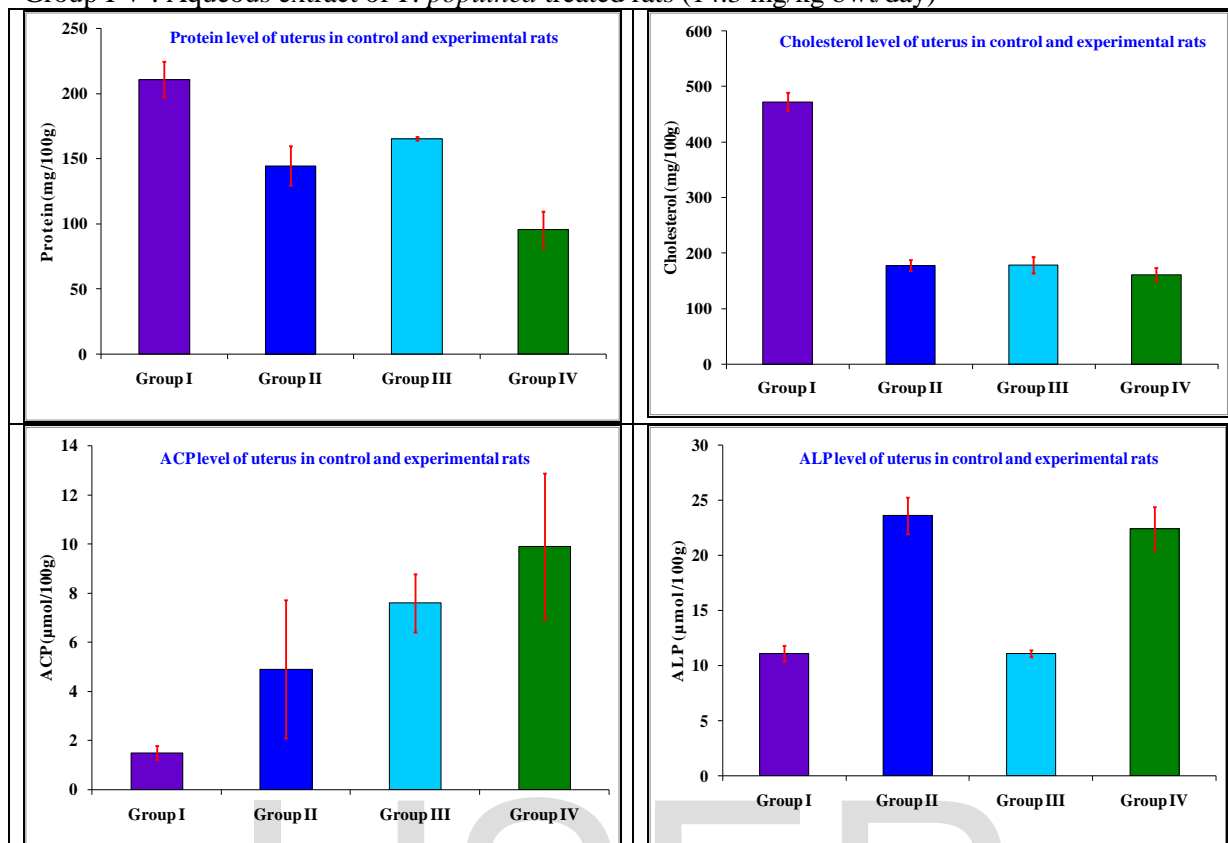 Protein level of uterus in control and experimental rats
250
200
150
100
50
0
Protein (mg/100g)
Group I Group II Group III Group IV
Cholesterol level of uterus in control and experimental rats
600
500
400
300
200
100
0
Cholesterol (mg/100g)
Group I Group II Group III Group IV
ACP level of uterus in control and experimental rats
14
12
10
8
6
4
2
0
ACP (µmol/100g)
Group I Group II Group III Group IV
ALP level of uterus in control and experimental rats
30
25
20
15
10
5
0
ALP (µmol/100g)
Group I Group II Group III Group IV